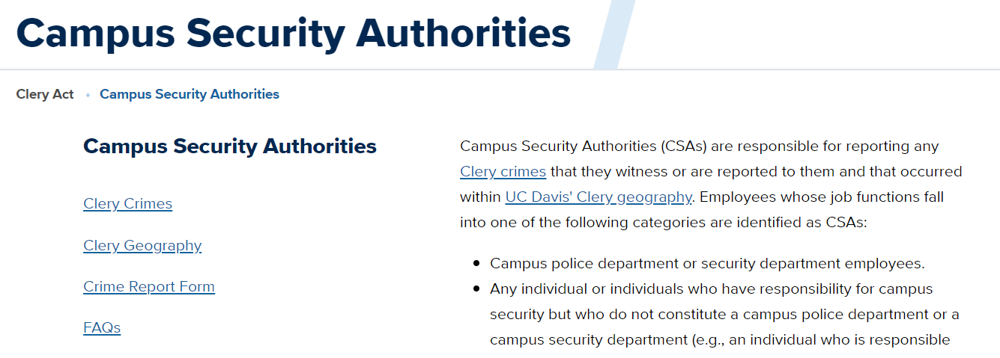 Campus Security Authorities
Clery Act • Campus Security Authorities
Campus Security Authorities
Clery Crimes
Clery Geography
Crime Report Form
FAQs
Campus Security Authorities (CSAs) are responsible for reporting any
Clery crimes that they witness or are reported to them and that occurred
within UC Davis' Clery geography. Employees whose job functions fall
into one of the following categories are identified as CSAs:
• Campus police department or security department employees.
• Any individual or individuals who have responsibility for campus
security but who do not constitute a campus police department or a
campus security department (e.g., an individual who is responsible